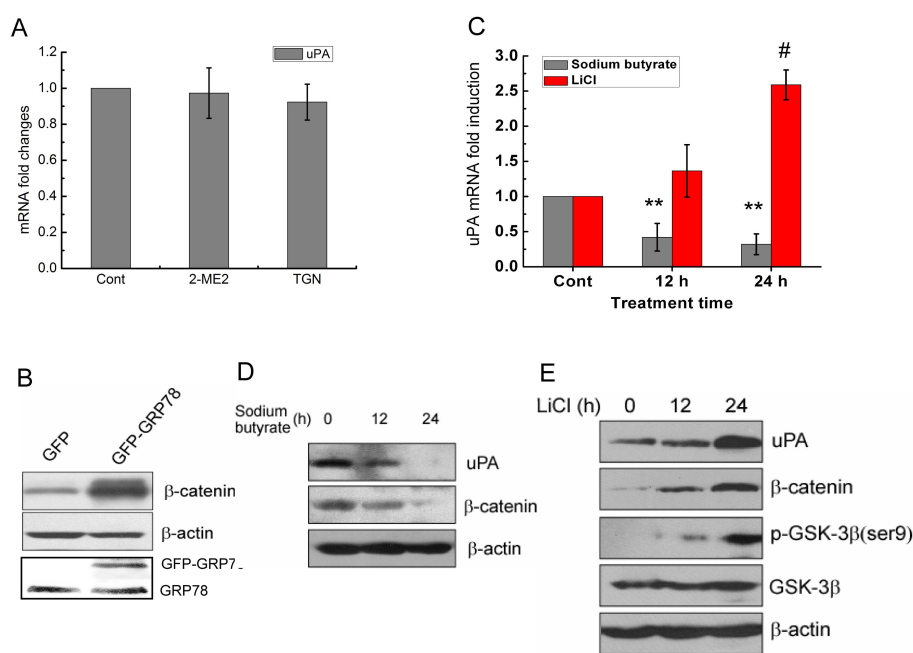 A
1.2
1.0
0.8
0.6
0.4
0.2
0.0
mRNA fold changes
uPA
Cont 2-ME2 TGN
C
3.0
2.5
2.0
1.5
1.0
0.5
0.0
uPA mRNA fold induction
Sodium butyrate
LiCl
#
** **
Cont 12 h 24 h
Treatment time
B
GFP GFP-GRP78
β-catenin
β-actin
GFP-GRP7
GRP78
D
Sodium butyrate (h) 0 12 24
uPA
β-catenin
β-actin
E
LiCl (h) 0 12 24
uPA
β-catenin
p-GSK-3β(ser9)
GSK-3β
β-actin